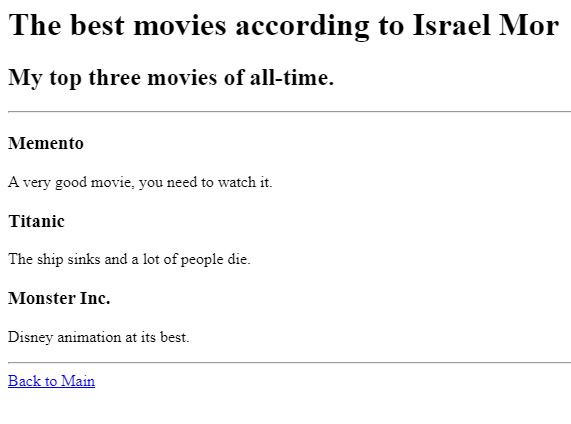 The best movies according to Israel Mor
My top three movies of all-time.
Memento
A very good movie, you need to watch it.
Titanic
The ship sinks and a lot of people die.
Monster Inc.
Disney animation at its best.
Back to Main